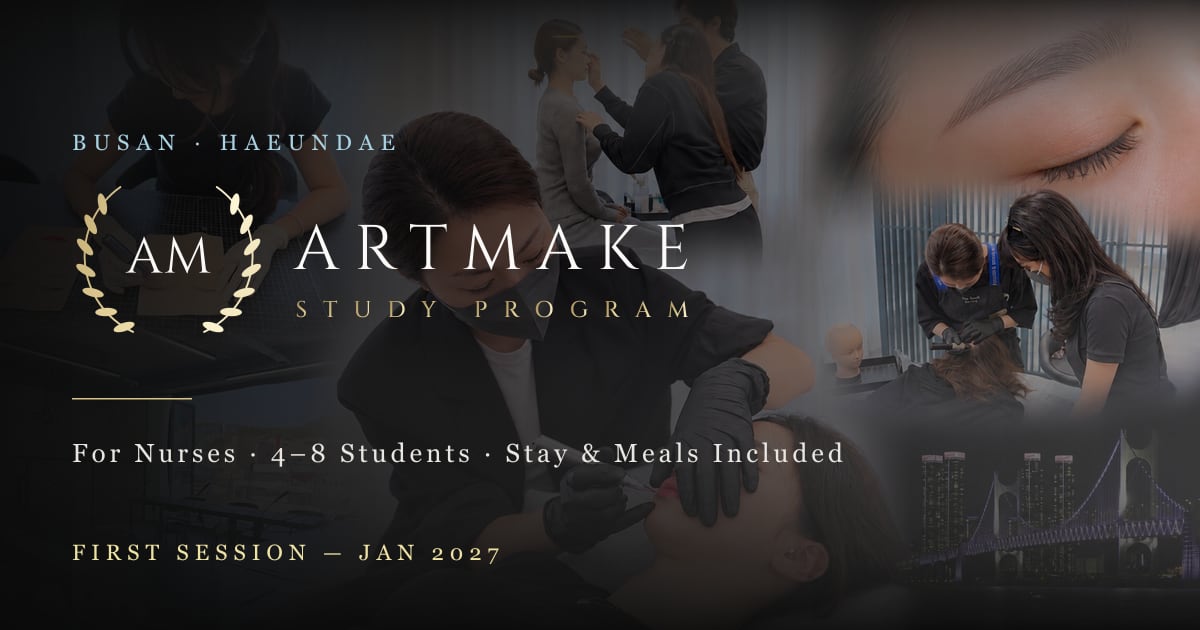 BUSAN · HAEUNDAE
AM
ARTMAKE
STUDY PROGRAM
For Nurses · 4–8 Students · Stay & Meals Included
FIRST SESSION — JAN 2027